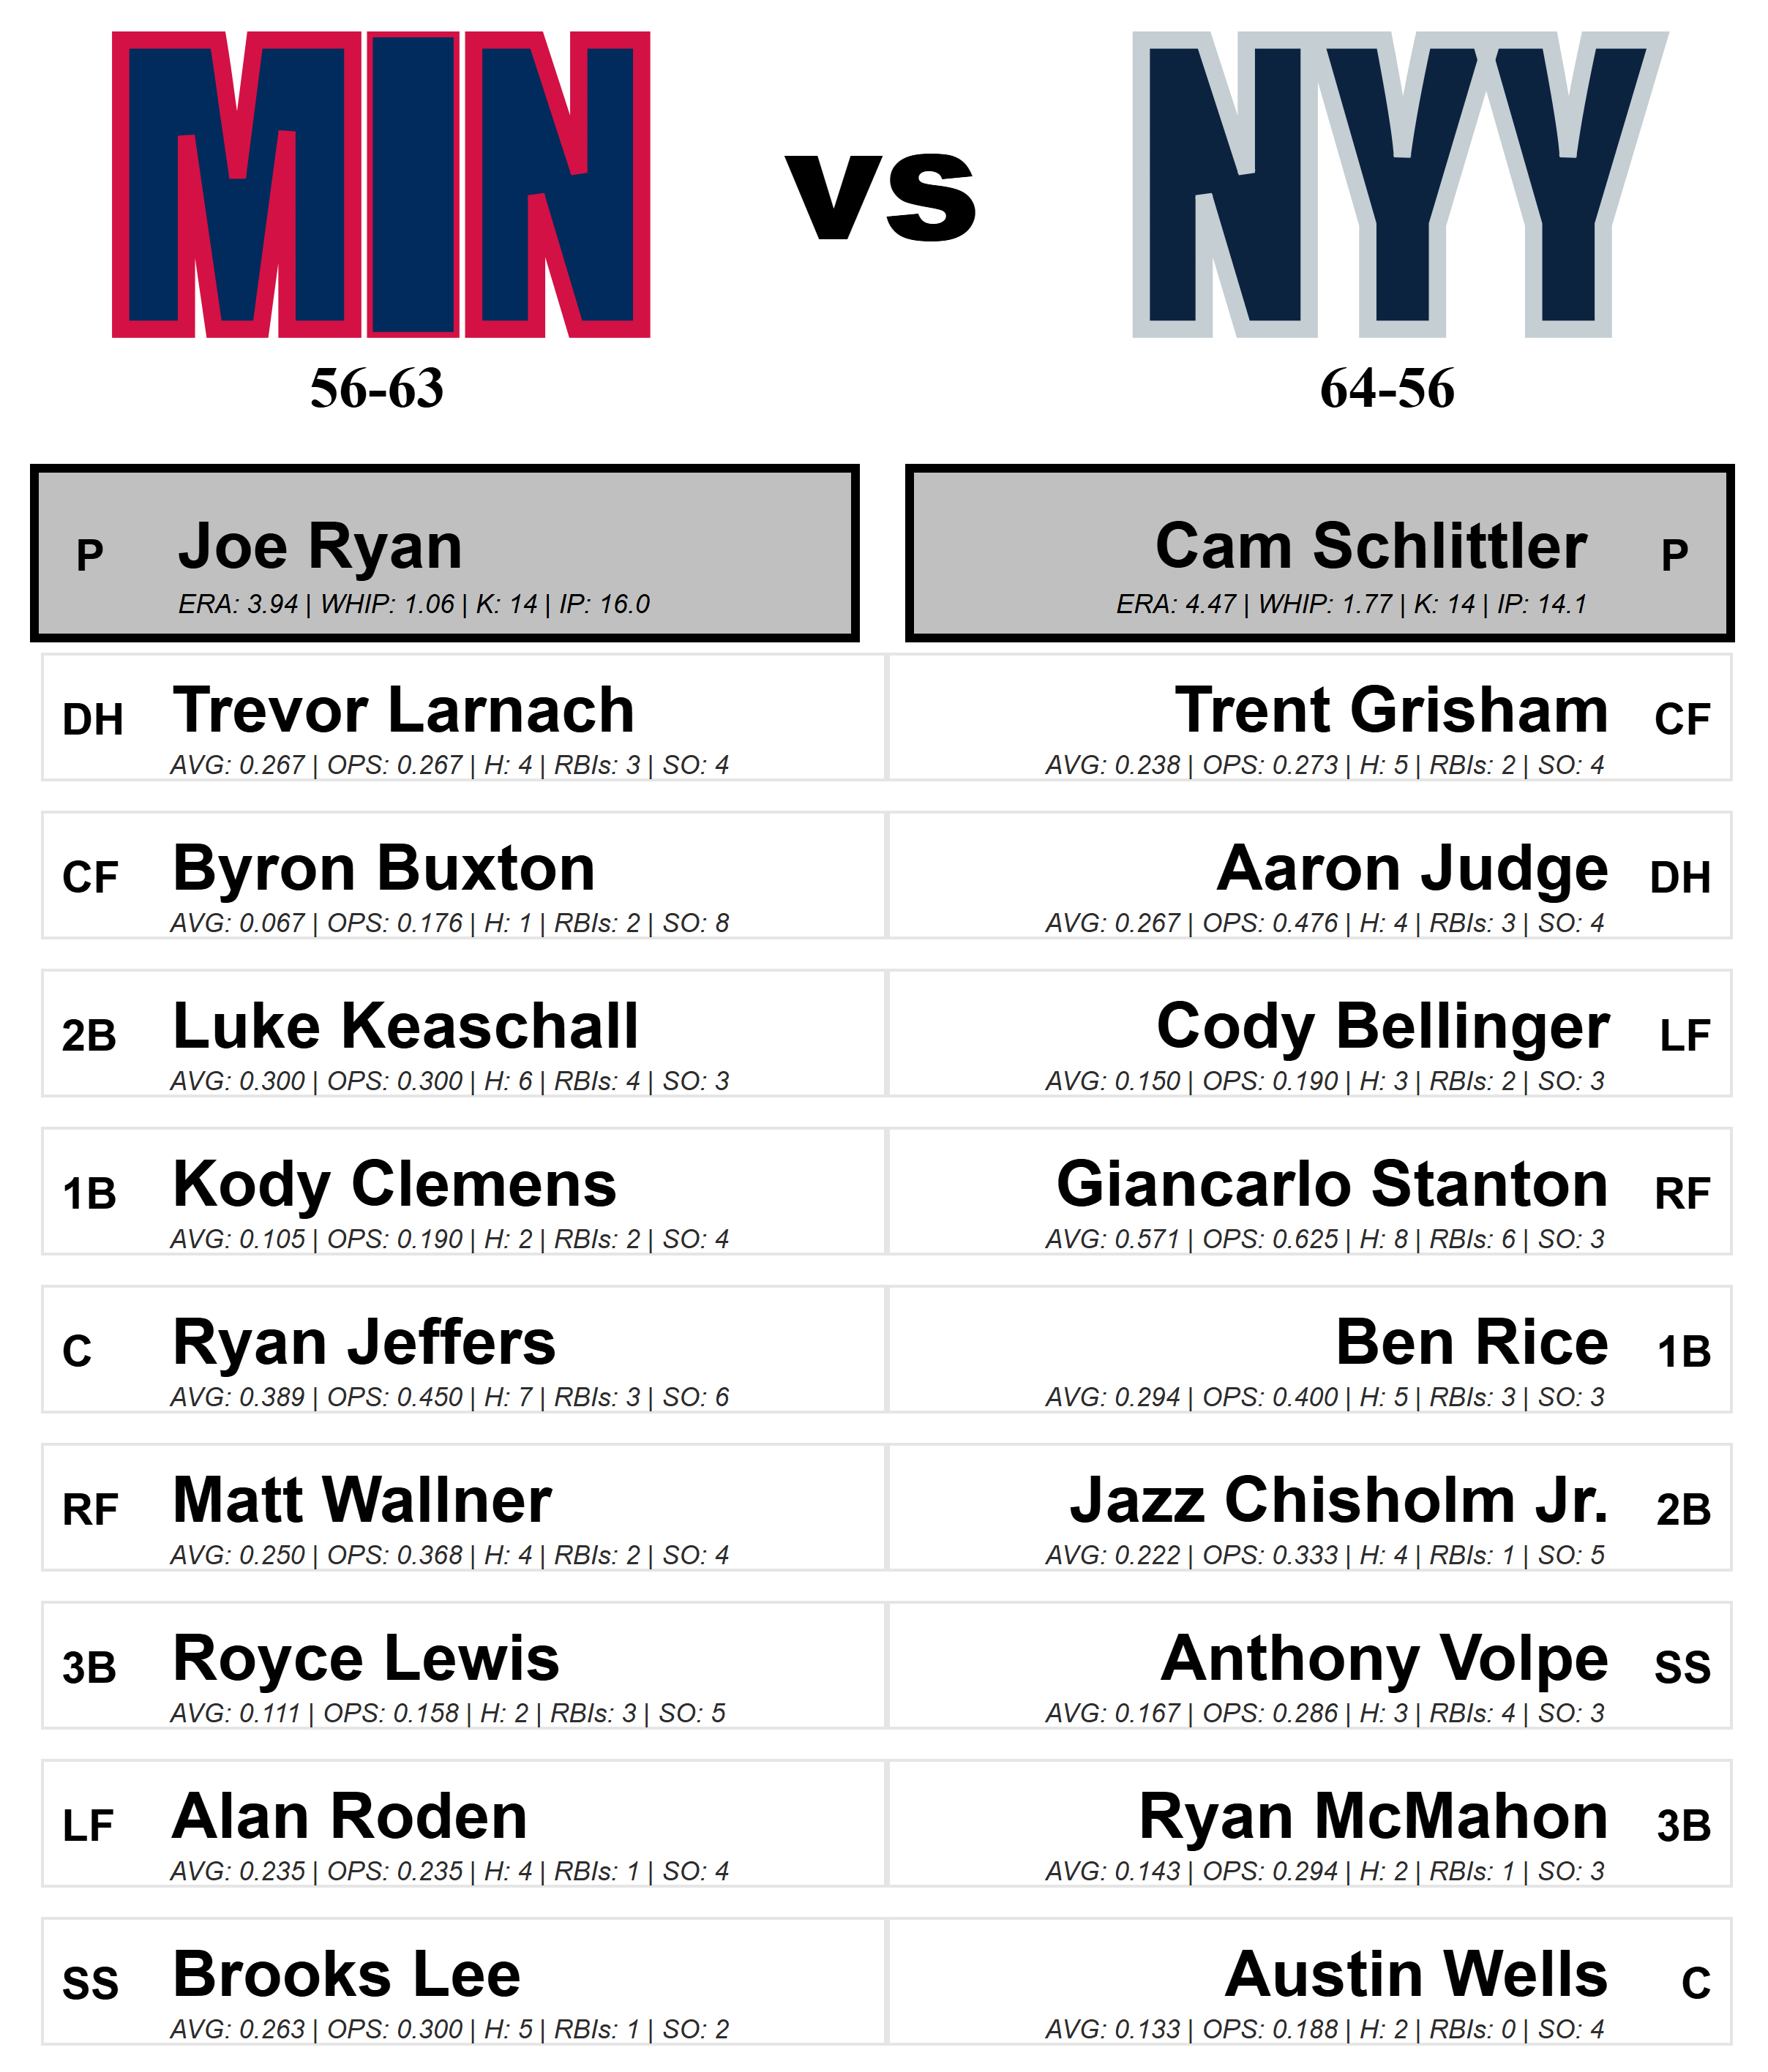 MIN vs NYY
56-63 64-56
P Joe Ryan Cam Schlittler P
ERA: 3.94 | WHIP: 1.06 | K: 14 | IP: 16.0 ERA: 4.47 | WHIP: 1.77 | K: 14 | IP: 14.1
DH Trevor Larnach Trent Grisham CF
AVG: 0.267 | OPS: 0.267 | H: 4 | RBIs: 3 | SO: 4 AVG: 0.238 | OPS: 0.273 | H: 5 | RBIs: 2 | SO: 4
CF Byron Buxton Aaron Judge DH
AVG: 0.067 | OPS: 0.176 | H: 1 | RBIs: 2 | SO: 8 AVG: 0.267 | OPS: 0.476 | H: 4 | RBIs: 3 | SO: 4
2B Luke Keaschall Cody Bellinger LF
AVG: 0.300 | OPS: 0.300 | H: 6 | RBIs: 4 | SO: 3 AVG: 0.150 | OPS: 0.190 | H: 3 | RBIs: 2 | SO: 3
1B Kody Clemens Giancarlo Stanton RF
AVG: 0.105 | OPS: 0.190 | H: 2 | RBIs: 2 | SO: 4 AVG: 0.571 | OPS: 0.625 | H: 8 | RBIs: 6 | SO: 3
C Ryan Jeffers Ben Rice 1B
AVG: 0.389 | OPS: 0.450 | H: 7 | RBIs: 3 | SO: 6 AVG: 0.294 | OPS: 0.400 | H: 5 | RBIs: 3 | SO: 3
RF Matt Wallner Jazz Chisholm Jr. 2B
AVG: 0.250 | OPS: 0.368 | H: 4 | RBIs: 2 | SO: 4 AVG: 0.222 | OPS: 0.333 | H: 4 | RBIs: 1 | SO: 5
3B Royce Lewis Anthony Volpe SS
AVG: 0.111 | OPS: 0.158 | H: 2 | RBIs: 3 | SO: 5 AVG: 0.167 | OPS: 0.286 | H: 3 | RBIs: 4 | SO: 3
LF Alan Roden Ryan McMahon 3B
AVG: 0.235 | OPS: 0.235 | H: 4 | RBIs: 1 | SO: 4 AVG: 0.143 | OPS: 0.294 | H: 2 | RBIs: 1 | SO: 3
SS Brooks Lee Austin Wells C
AVG: 0.263 | OPS: 0.300 | H: 5 | RBIs: 1 | SO: 2 AVG: 0.133 | OPS: 0.188 | H: 2 | RBIs: 0 | SO: 4